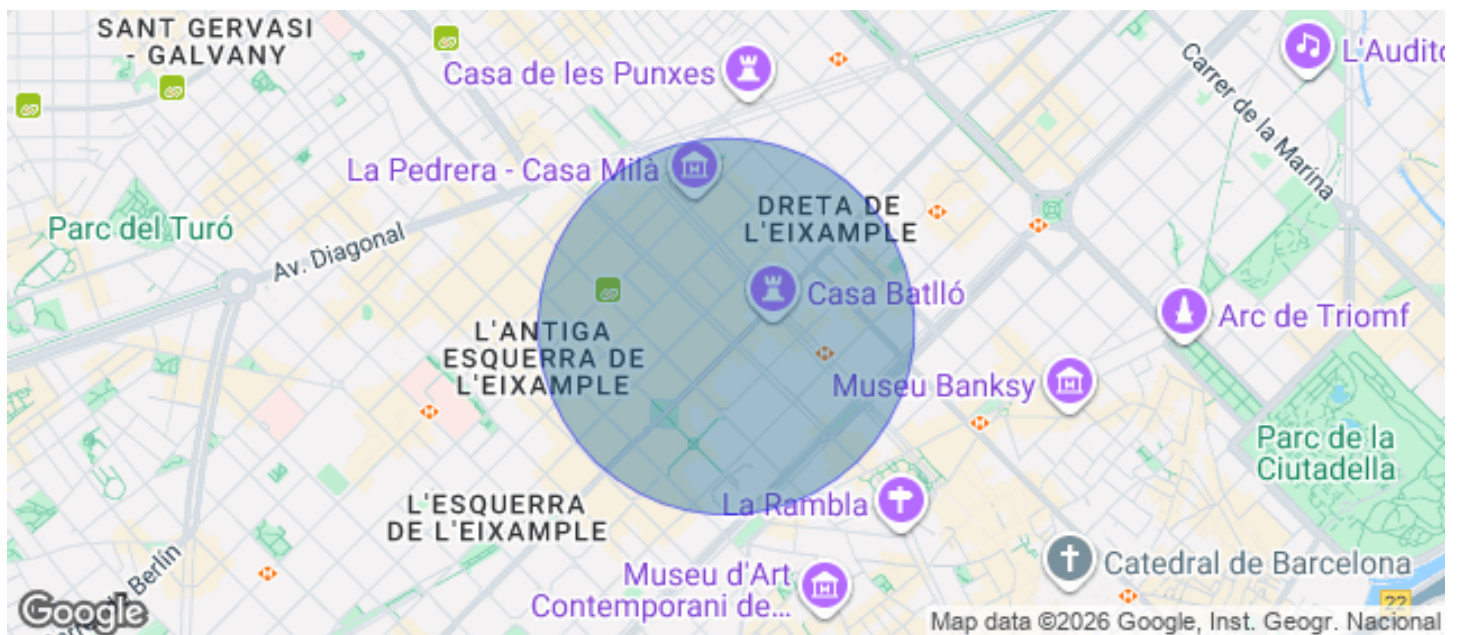 SANT GERVASI
- GALVANY
Casa de les Punxes
L'Audito
Carrer de la Marina
La Pedrera - Casa Milà
DRETA DE
L'EIXAMPLE
Parc del Turó
Av. Diagonal
Casa Batlló
Arc de Triomf
L'ANTIGA
ESQUERRA DE
L'EIXAMPLE
Museu Banksy
Parc de la
Ciutadella
L'ESQUERRA
DE L'EIXAMPLE
La Rambla
Catedral de Barcelona
Museu d'Art
Contemporani de...
Berlín
22
Google
Map data ©2026 Google, Inst. Geogr. Nacional